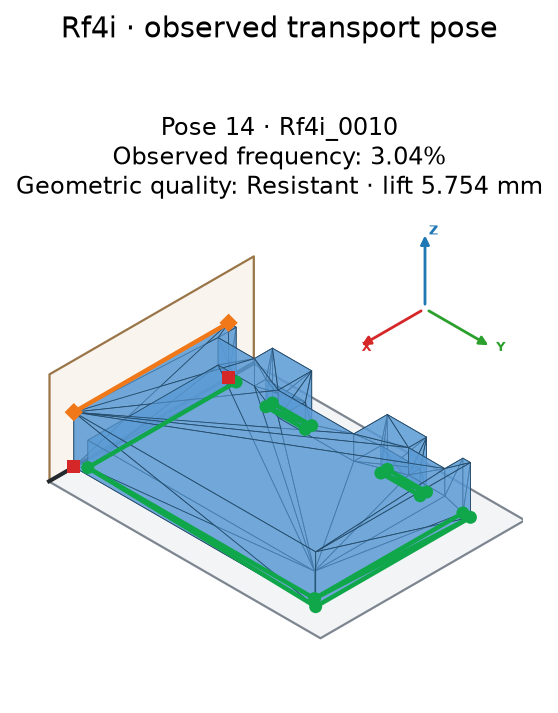 Rf4i · observed transport pose
Pose 14 · Rf4i_0010
Observed frequency: 3.04%
Geometric quality: Resistant · lift 5.754 mm
Z
X
Y